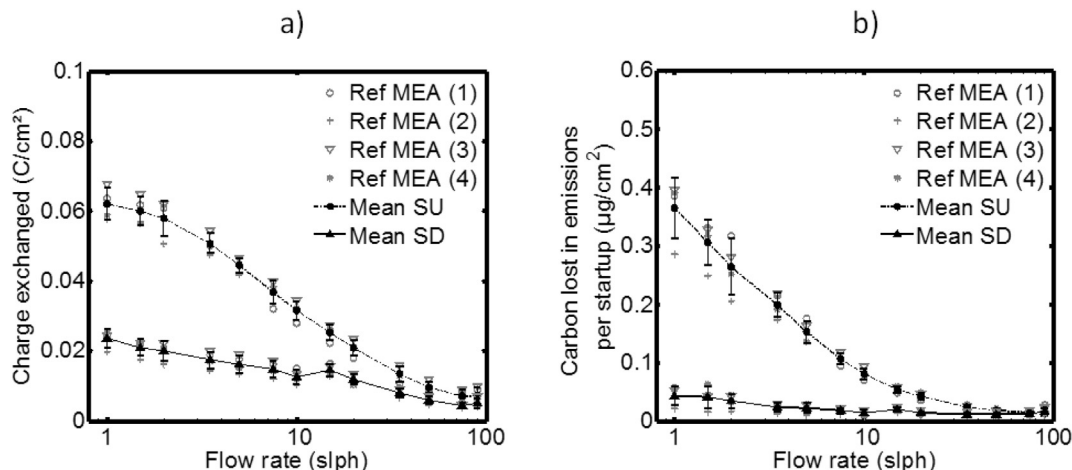 a)
Charge exchanged (C/cm²)
0.1
0.08
0.06
0.04
0.02
0
1
10
100
Flow rate (slph)
Ref MEA (1)
Ref MEA (2)
Ref MEA (3)
Ref MEA (4)
Mean SU
Mean SD
b)
Carbon lost in emissions
per startup (µg/cm²)
0.6
0.5
0.4
0.3
0.2
0.1
0
1
10
100
Flow rate (slph)
Ref MEA (1)
Ref MEA (2)
Ref MEA (3)
Ref MEA (4)
Mean SU
Mean SD